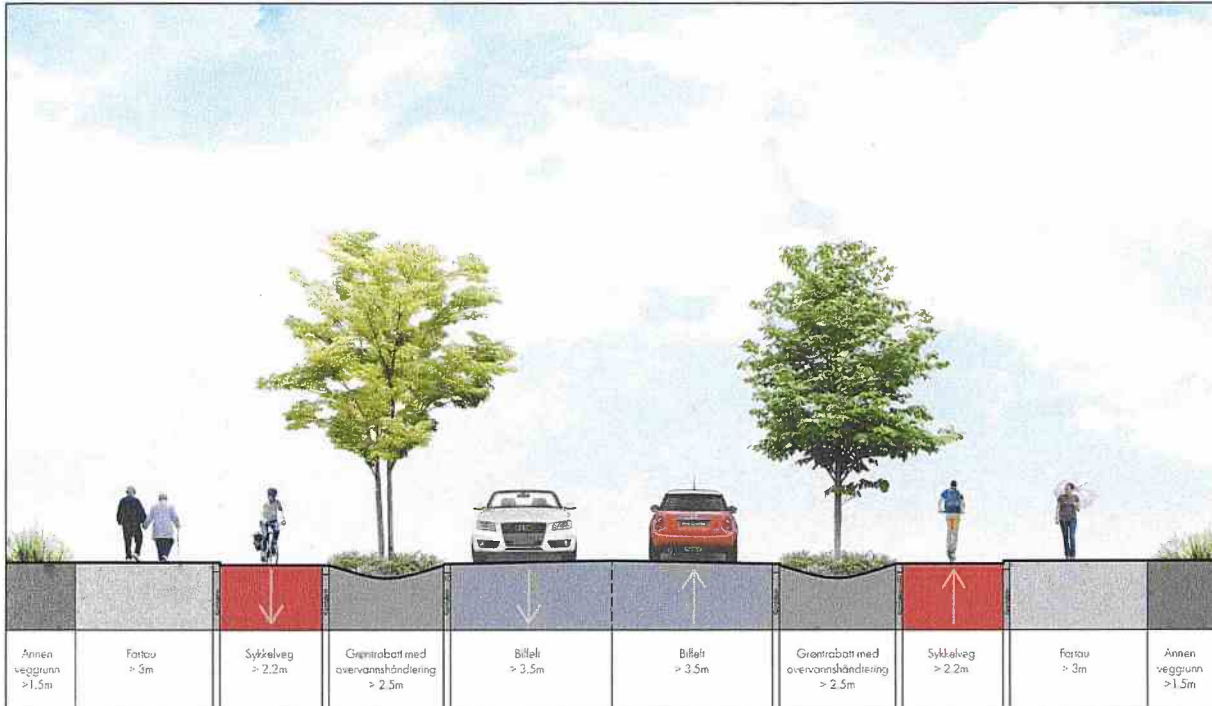 Annen
veggrunn
>1.5m
Fortau
> 3m
Sykkelveg
> 2.2m
Grøntrabatt med
overvannshåndtering
> 2.5m
Bilfelt
> 3.5m
Bilfelt
> 3.5m
Grøntrabatt med
overvannshåndtering
> 2.5m
Sykkelveg
> 2.2m
Fortau
> 3m
Annen
veggrunn
>1.5m